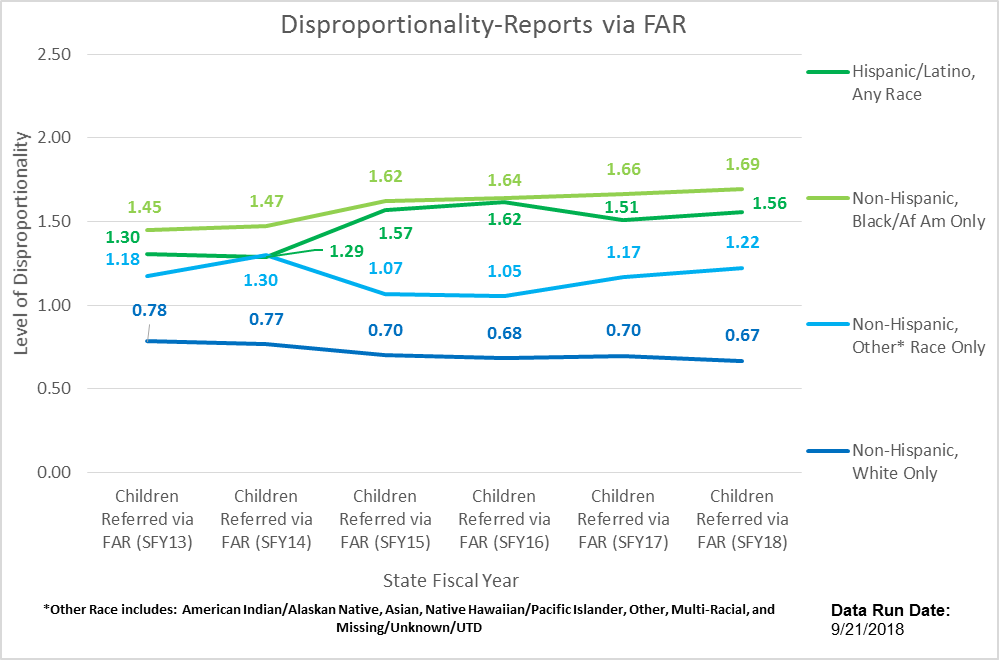 Disproportionality-Reports via FAR
2.50
2.00
1.50
1.00
0.50
0.00
Level of Disproportionality
1.45
1.47
1.62
1.64
1.66
1.69
1.30
1.29
1.57
1.62
1.51
1.56
1.18
1.30
1.07
1.05
1.17
1.22
0.78
0.77
0.70
0.68
0.70
0.67
Children
Referred via
FAR (SFY13)
Children
Referred via
FAR (SFY14)
Children
Referred via
FAR (SFY15)
Children
Referred via
FAR (SFY16)
Children
Referred via
FAR (SFY17)
Children
Referred via
FAR (SFY18)
State Fiscal Year
Hispanic/Latino,
Any Race
Non-Hispanic,
Black/Af Am Only
Non-Hispanic,
Other* Race Only
Non-Hispanic,
White Only
*Other Race includes: American Indian/Alaskan Native, Asian, Native Hawaiian/Pacific Islander, Other, Multi-Racial, and
Missing/Unknown/UTD
Data Run Date:
9/21/2018